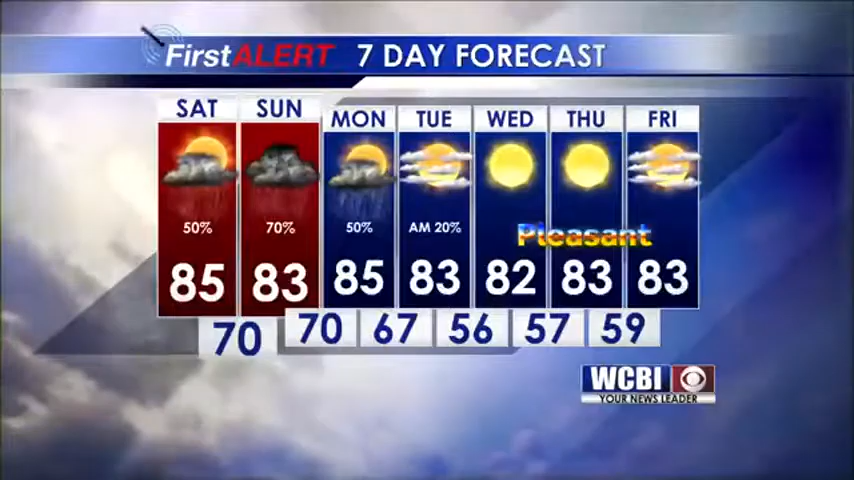 FirstALERT 7 DAY FORECAST
SAT SUN MON TUE WED THU FRI
50% 70% 50% AM 20%
Pleasant
85 83 85 83 82 83 83
70 70 67 56 57 59
WCBI
YOUR NEWS LEADER